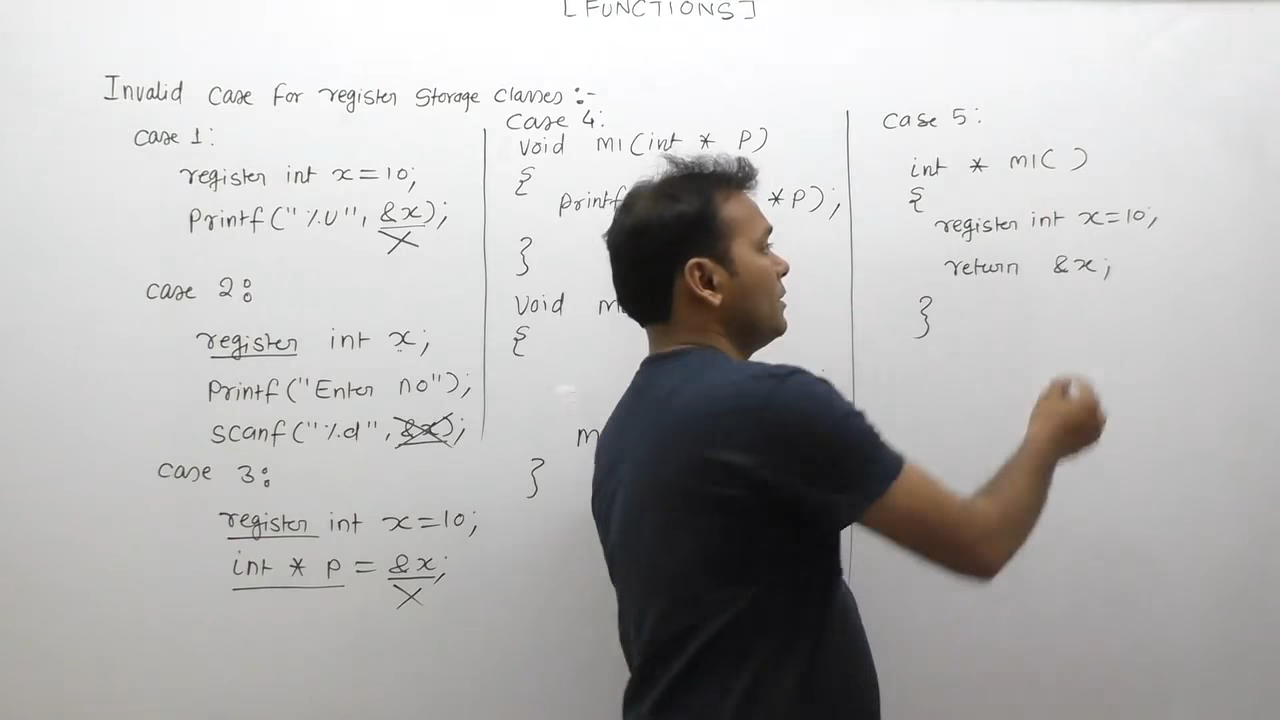 [FUNCTIONS]
Invalid case for register storage classes :-
case 1:
register int x=10;
printf("%u", &x);
case 2:
register int x;
printf("Enter no");
scanf("%d", &x);
case 3:
register int x=10;
int * p = &x;
case 4:
void m1(int * p)
{
printf *p);
}
void
{
}
case 5:
int * m1( )
{
register int x=10;
return &x;
}